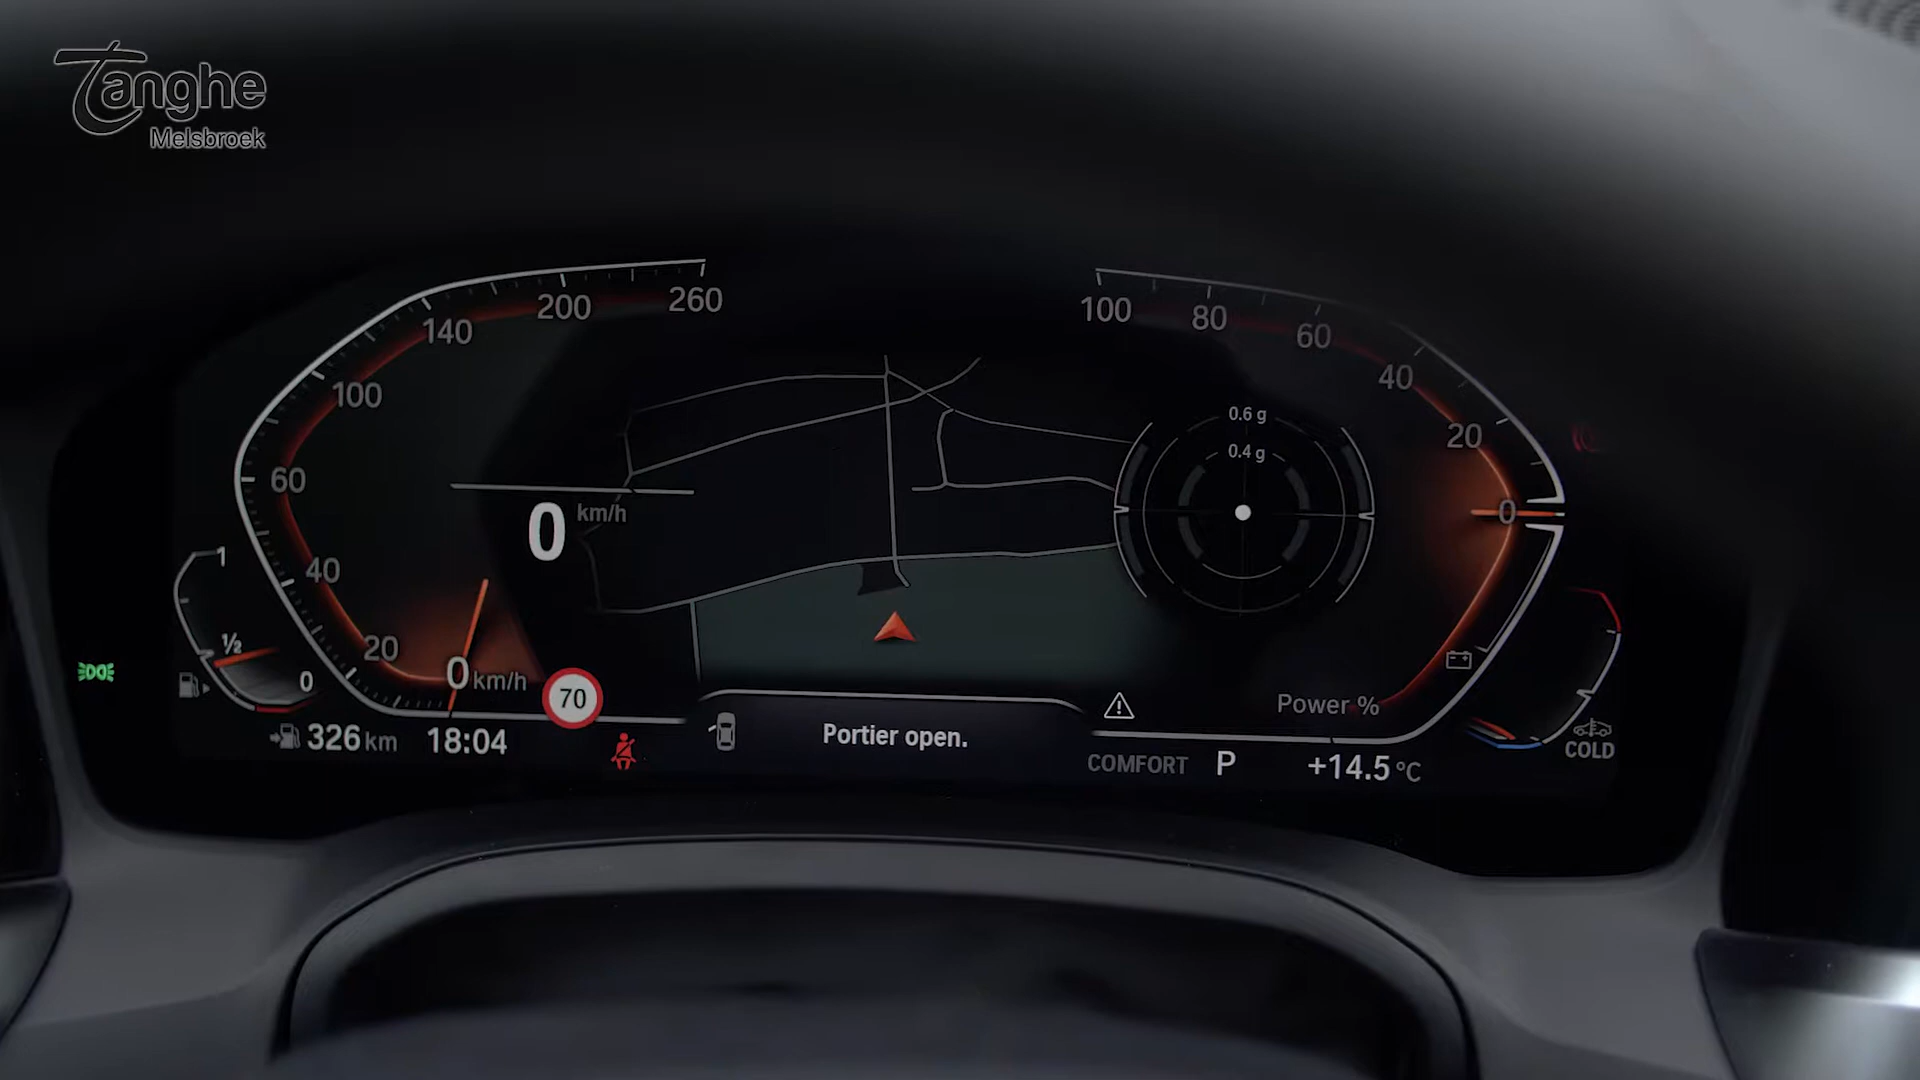 Tanghe
Melsbroek
260
200
140
100
60
40
20
0 km/h
0 km/h
1
½
0
70
326 km
18:04
Portier open.
100
80
60
40
20
0
0.6 g
0.4 g
Power %
COMFORT P +14.5 °C
COLD